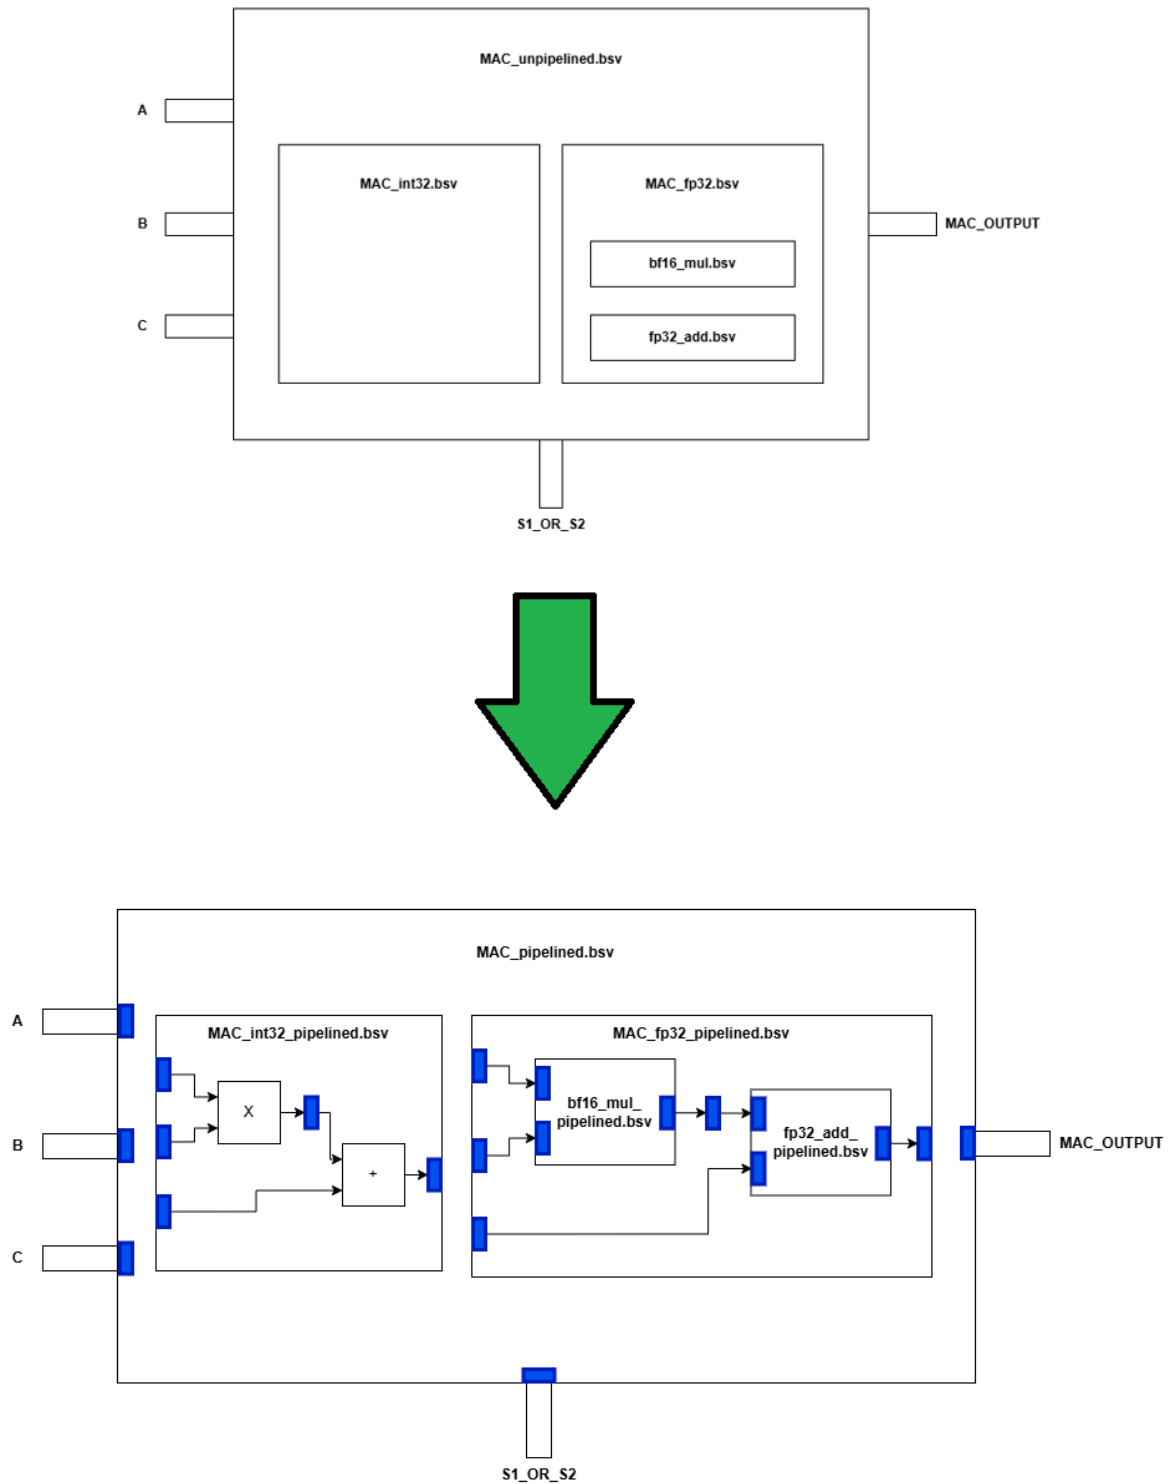 MAC_unpipelined.bsv
A
MAC_int32.bsv
MAC_fp32.bsv
B
MAC_OUTPUT
bf16_mul.bsv
C
fp32_add.bsv
S1_OR_S2
MAC_pipelined.bsv
A
MAC_int32_pipelined.bsv
MAC_fp32_pipelined.bsv
X
bf16_mul_
pipelined.bsv
B
fp32_add_
pipelined.bsv
MAC_OUTPUT
+
C
S1_OR_S2